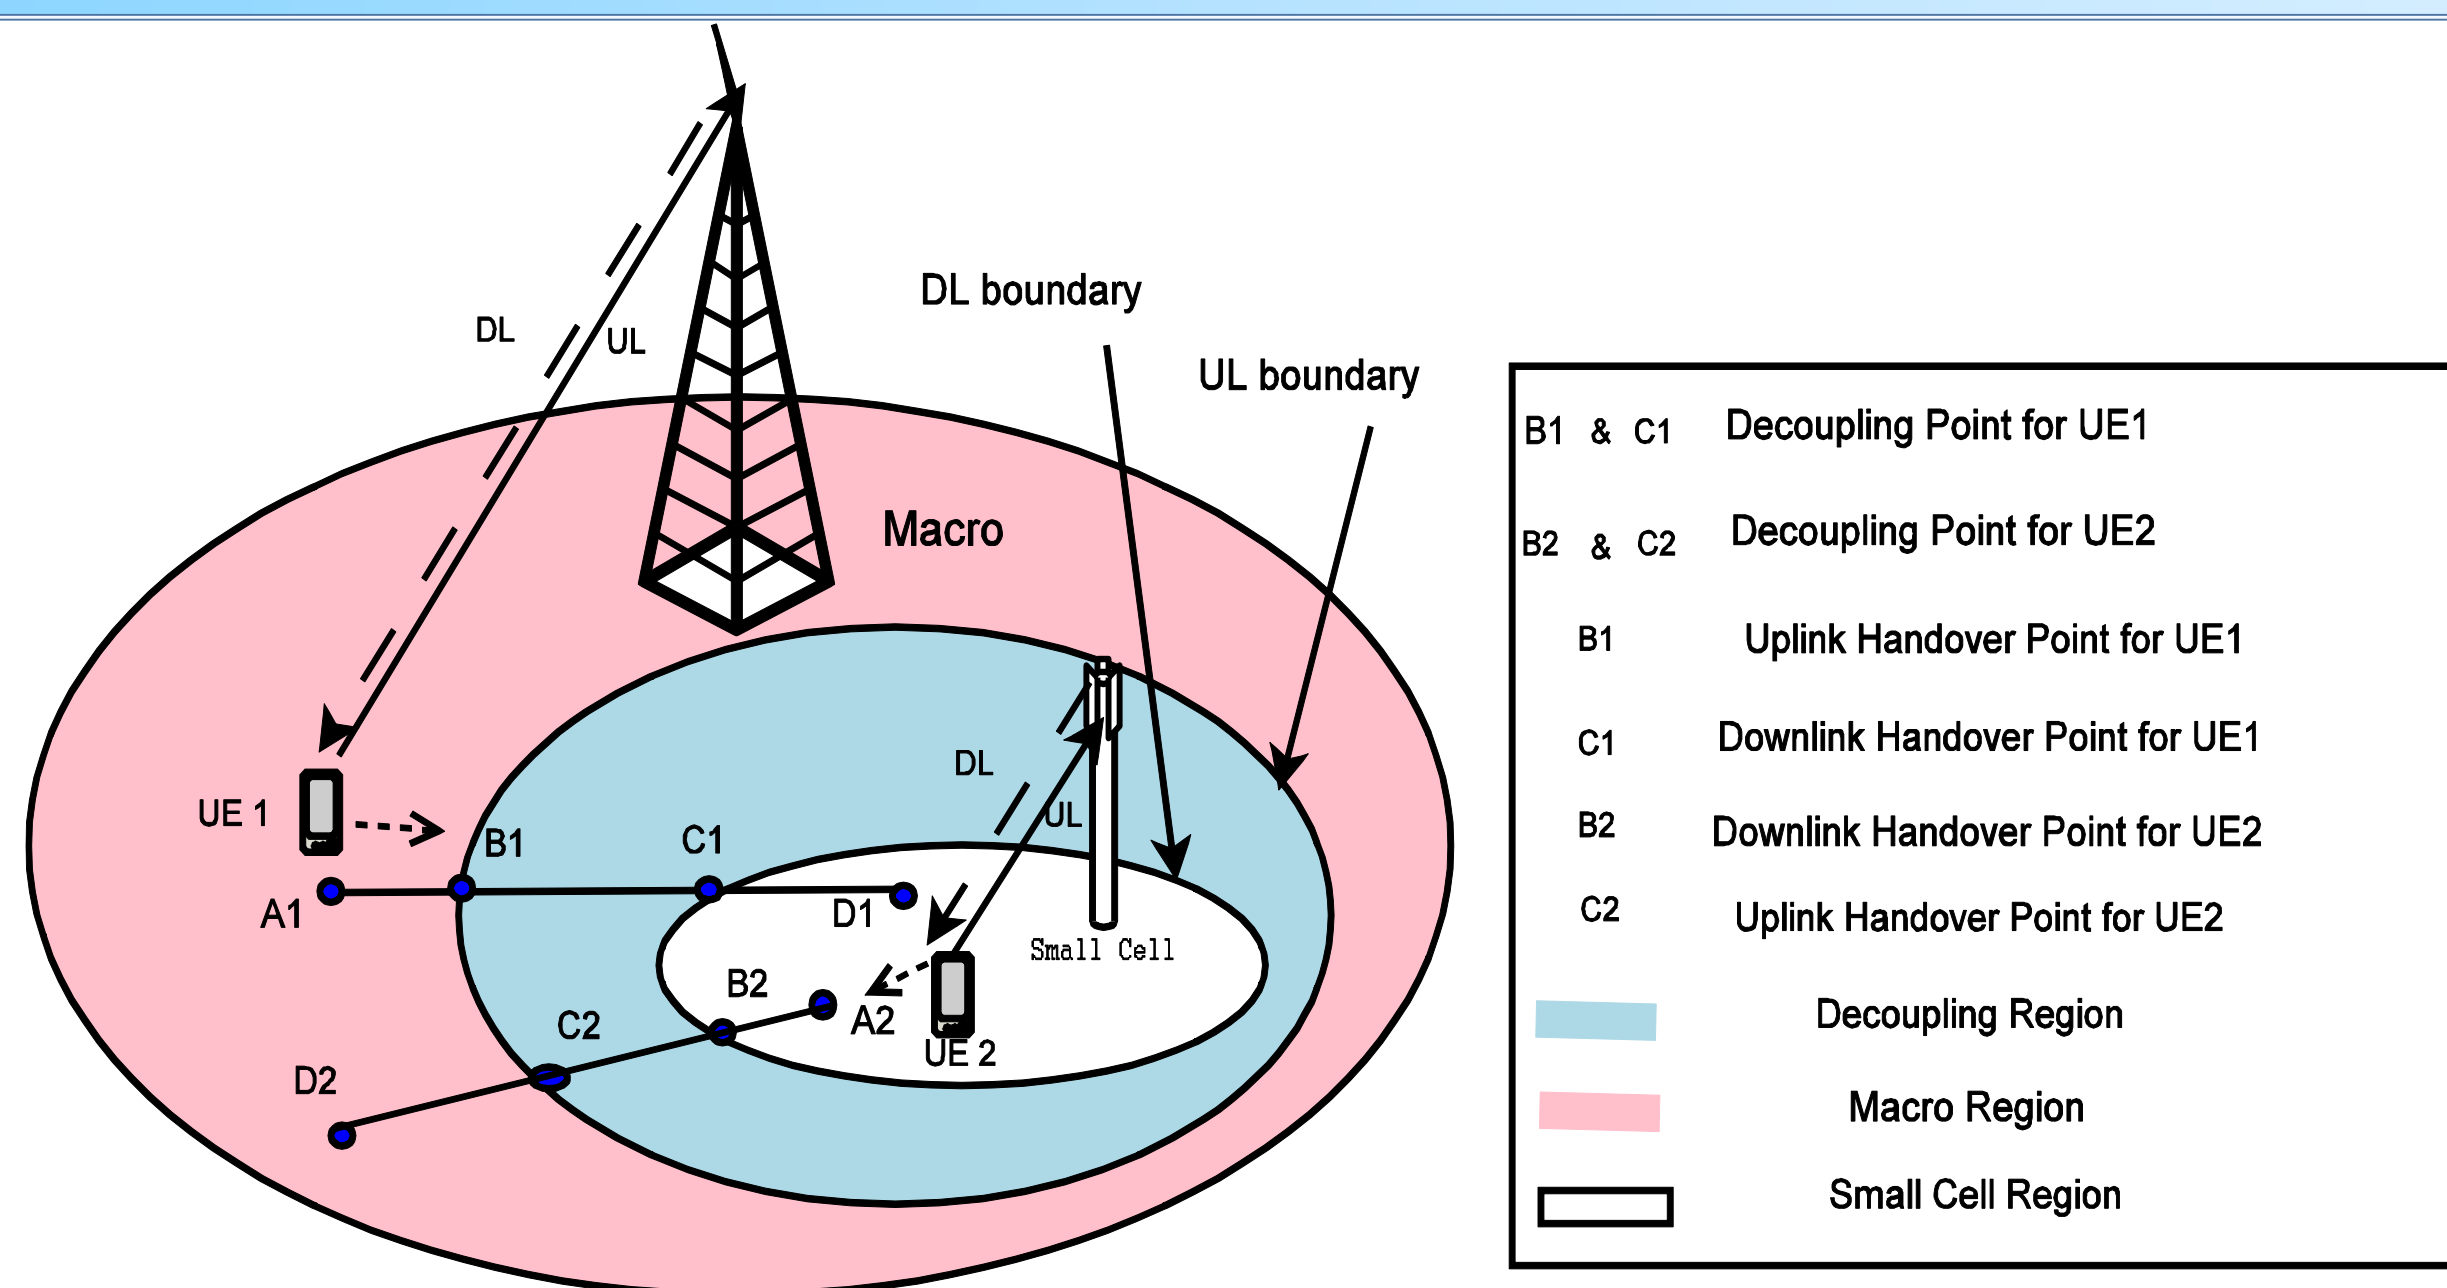 DL boundary
DL
UL
UL boundary
Macro
DL
UL
UE 1
B1
C1
A1
D1
Small Cell
B2
A2
C2
UE 2
D2
B1 & C1 Decoupling Point for UE1
B2 & C2 Decoupling Point for UE2
B1 Uplink Handover Point for UE1
C1 Downlink Handover Point for UE1
B2 Downlink Handover Point for UE2
C2 Uplink Handover Point for UE2
Decoupling Region
Macro Region
Small Cell Region